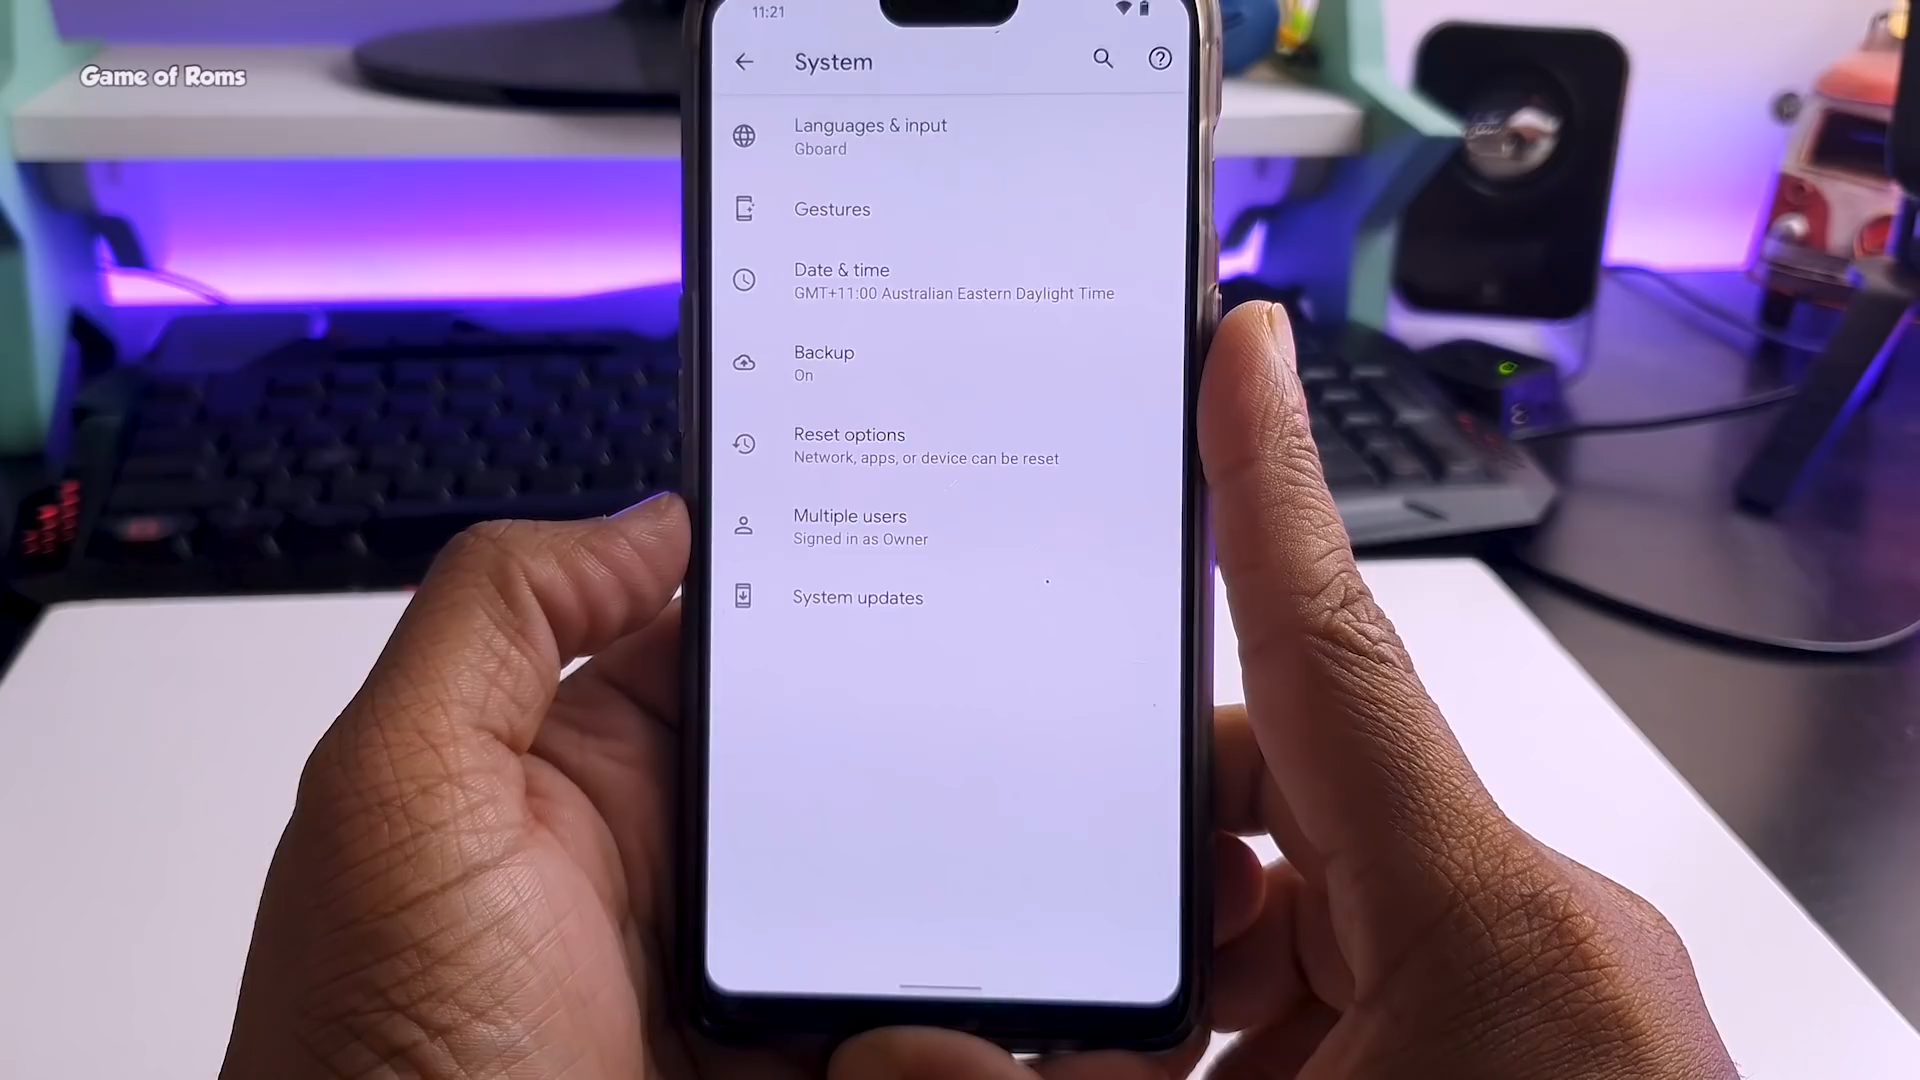 Game of Roms
11:21
System
Languages & input
Gboard
Gestures
Date & time
GMT+11:00 Australian Eastern Daylight Time
Backup
On
Reset options
Network, apps, or device can be reset
Multiple users
Signed in as Owner
System updates